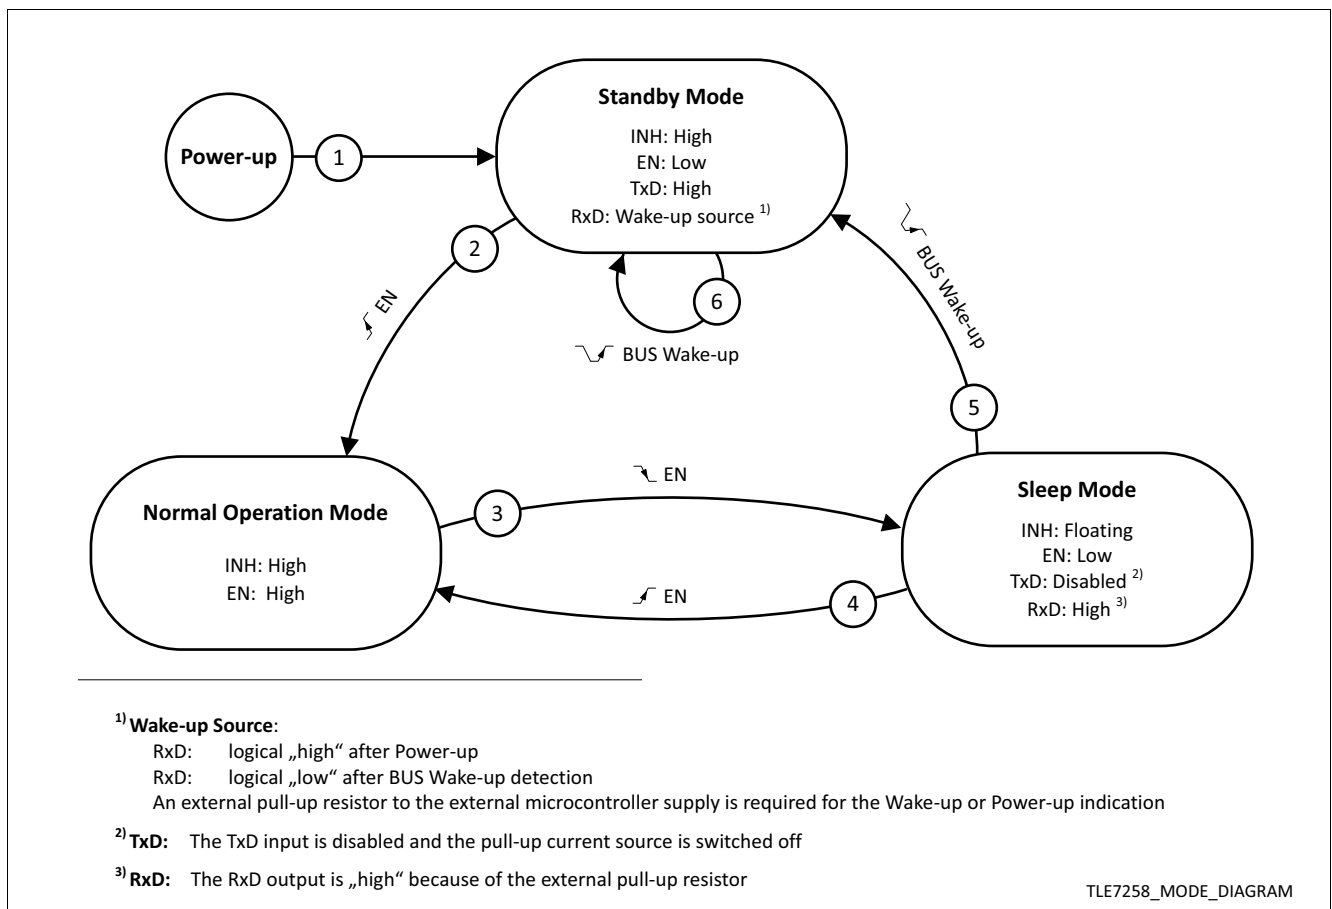 Standby Mode
INH: High
EN: Low
TxD: High
RxD: Wake-up source 1)
Power-up
1
2
EN
6
BUS Wake-up
BUS Wake-up
5
Normal Operation Mode
INH: High
EN: High
3
EN
4
EN
Sleep Mode
INH: Floating
EN: Low
TxD: Disabled 2)
RxD: High 3)
1) Wake-up Source:
RxD: logical „high“ after Power-up
RxD: logical „low“ after BUS Wake-up detection
An external pull-up resistor to the external microcontroller supply is required for the Wake-up or Power-up indication
2) TxD: The TxD input is disabled and the pull-up current source is switched off
3) RxD: The RxD output is „high“ because of the external pull-up resistor
TLE7258_MODE_DIAGRAM